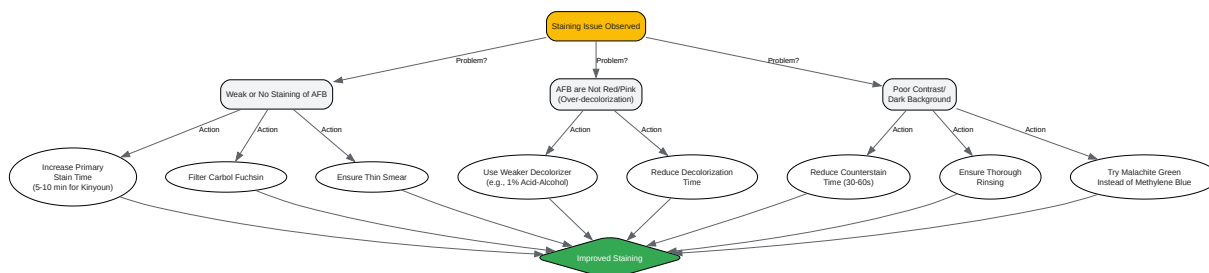 Staining Issue Observed
Problem?
Problem?
Problem?
Weak or No Staining of AFB
AFB are Not Red/Pink
(Over-decolorization)
Poor Contrast/
Dark Background
Action
Action
Action
Action
Action
Action
Action
Action
Increase Primary
Stain Time
(5-10 min for Kinyoun)
Filter Carbol Fuchsin
Ensure Thin Smear
Use Weaker Decolorizer
(e.g., 1% Acid-Alcohol)
Reduce Decolorization
Time
Reduce Counterstain
Time (30-60s)
Ensure Thorough
Rinsing
Try Malachite Green
Instead of Methylene Blue
Improved Staining